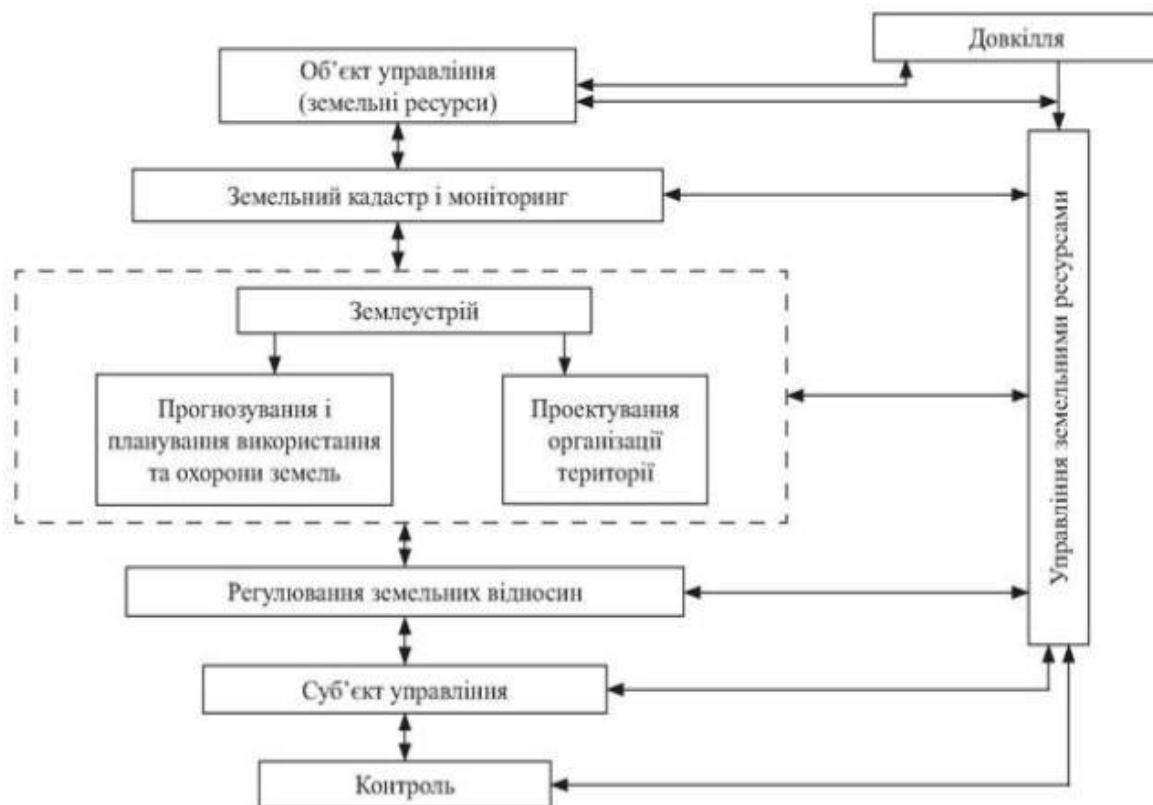 Довкілля
Об’єкт управління
(земельні ресурси)
Земельний кадастр і моніторинг
Землеустрій
Прогнозування і
планування використання
та охорони земель
Проектування
організації
території
Регулювання земельних відносин
Суб’єкт управління
Контроль
Управління земельними ресурсами